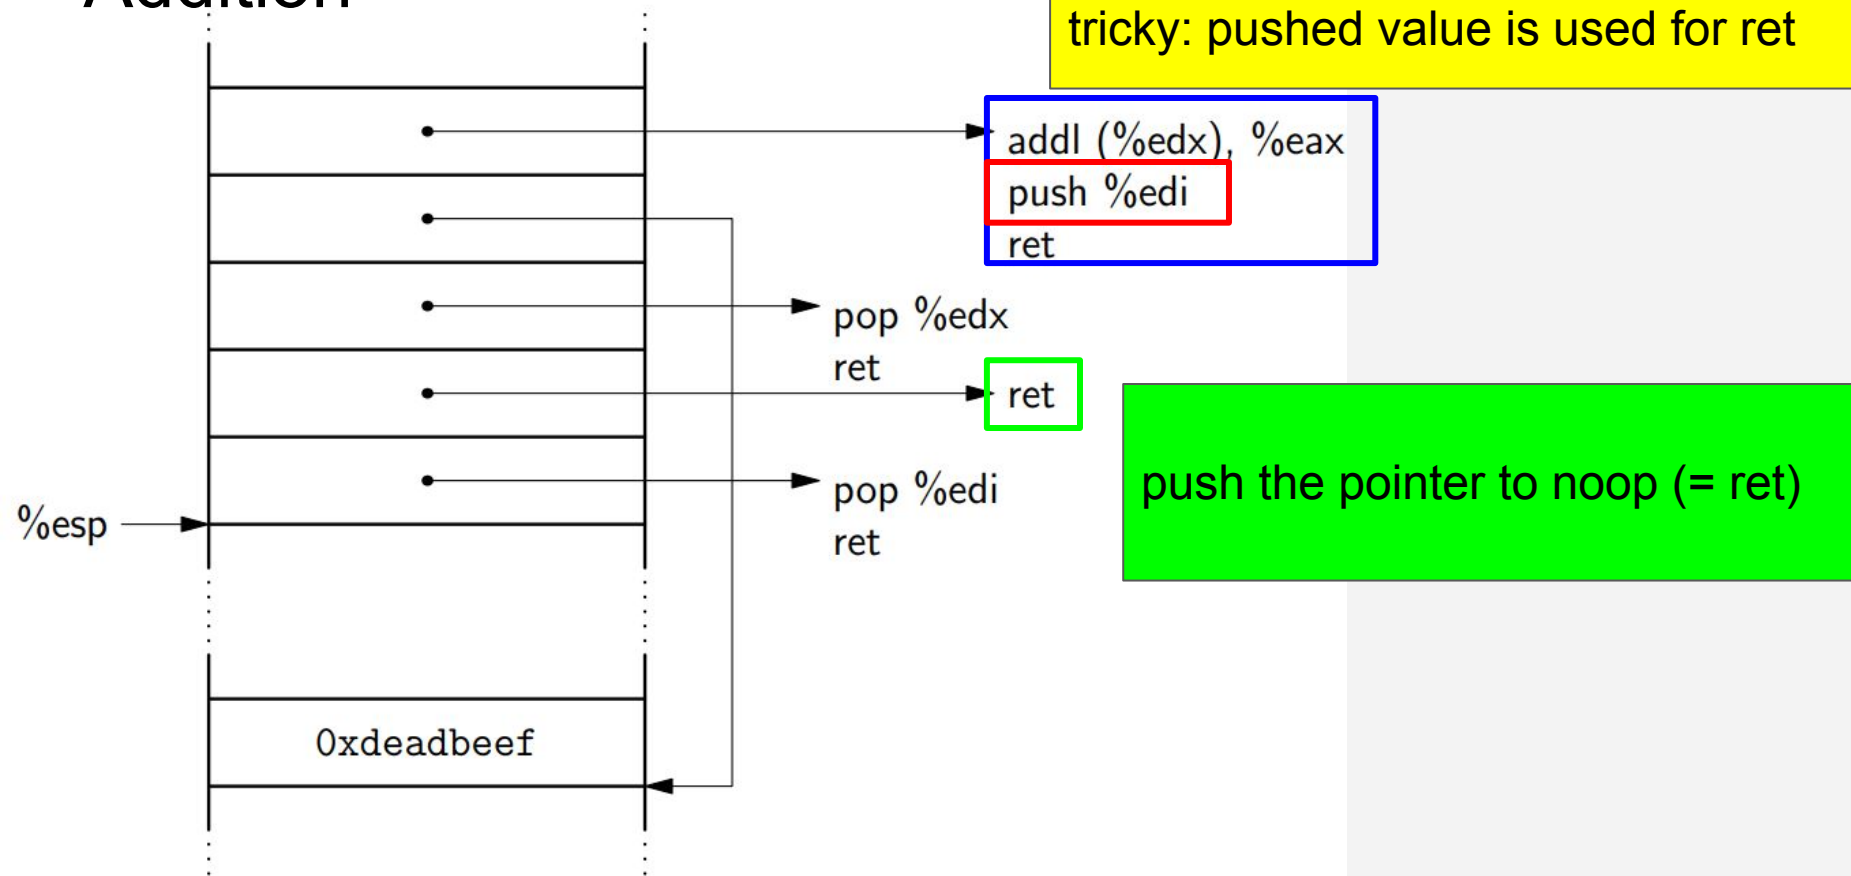 Addition
tricky: pushed value is used for ret
addl (%edx), %eax
push %edi
ret
pop %edx
ret
ret
push the pointer to noop (= ret)
pop %edi
ret
%esp
0xdeadbeef